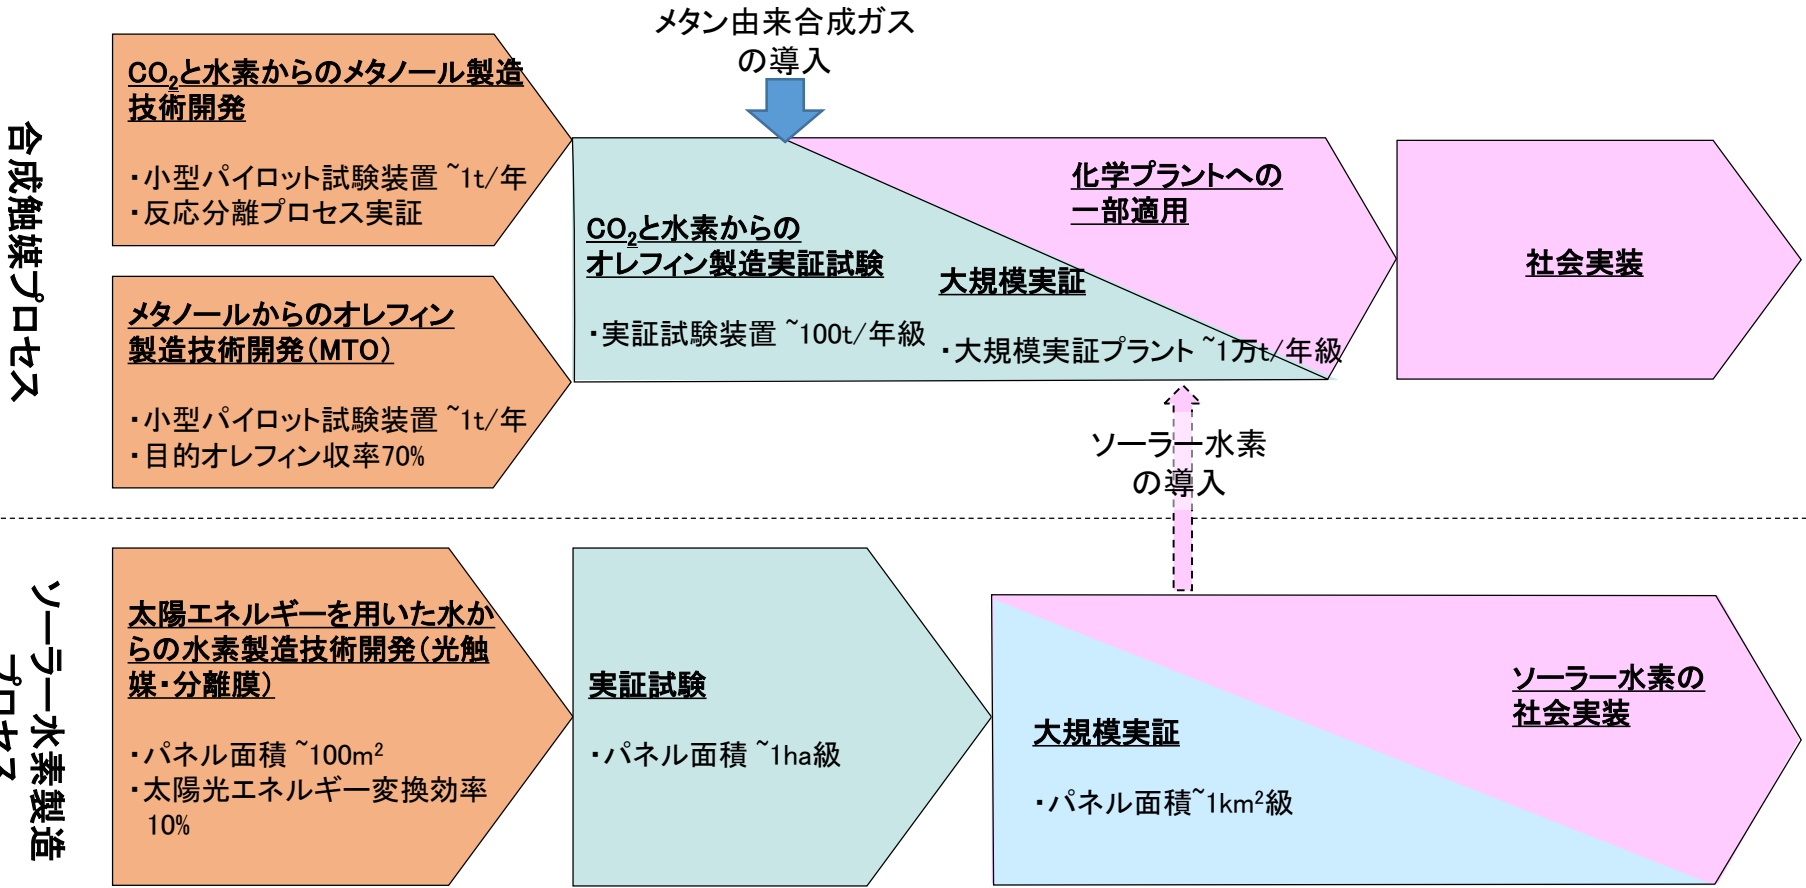 メタン由来合成ガス
の導入
合成触媒プロセス
CO₂と水素からのメタノール製造
技術開発
・小型パイロット試験装置 ~1t/年
・反応分離プロセス実証
メタノールからのオレフィン
製造技術開発(MTO)
・小型パイロット試験装置 ~1t/年
・目的オレフィン収率70%
CO₂と水素からの
オレフィン製造実証試験
・実証試験装置 ~100t/年級
大規模実証
・大規模実証プラント ~1万t/年級
化学プラントへの
一部適用
社会実装
ソーラー水素
の導入
ソーラー水素製造
プロセス
太陽エネルギーを用いた水か
らの水素製造技術開発(光触
媒・分離膜)
・パネル面積 ~100m²
・太陽光エネルギー変換効率
10%
実証試験
・パネル面積 ~1ha級
大規模実証
・パネル面積~1km²級
ソーラー水素の
社会実装